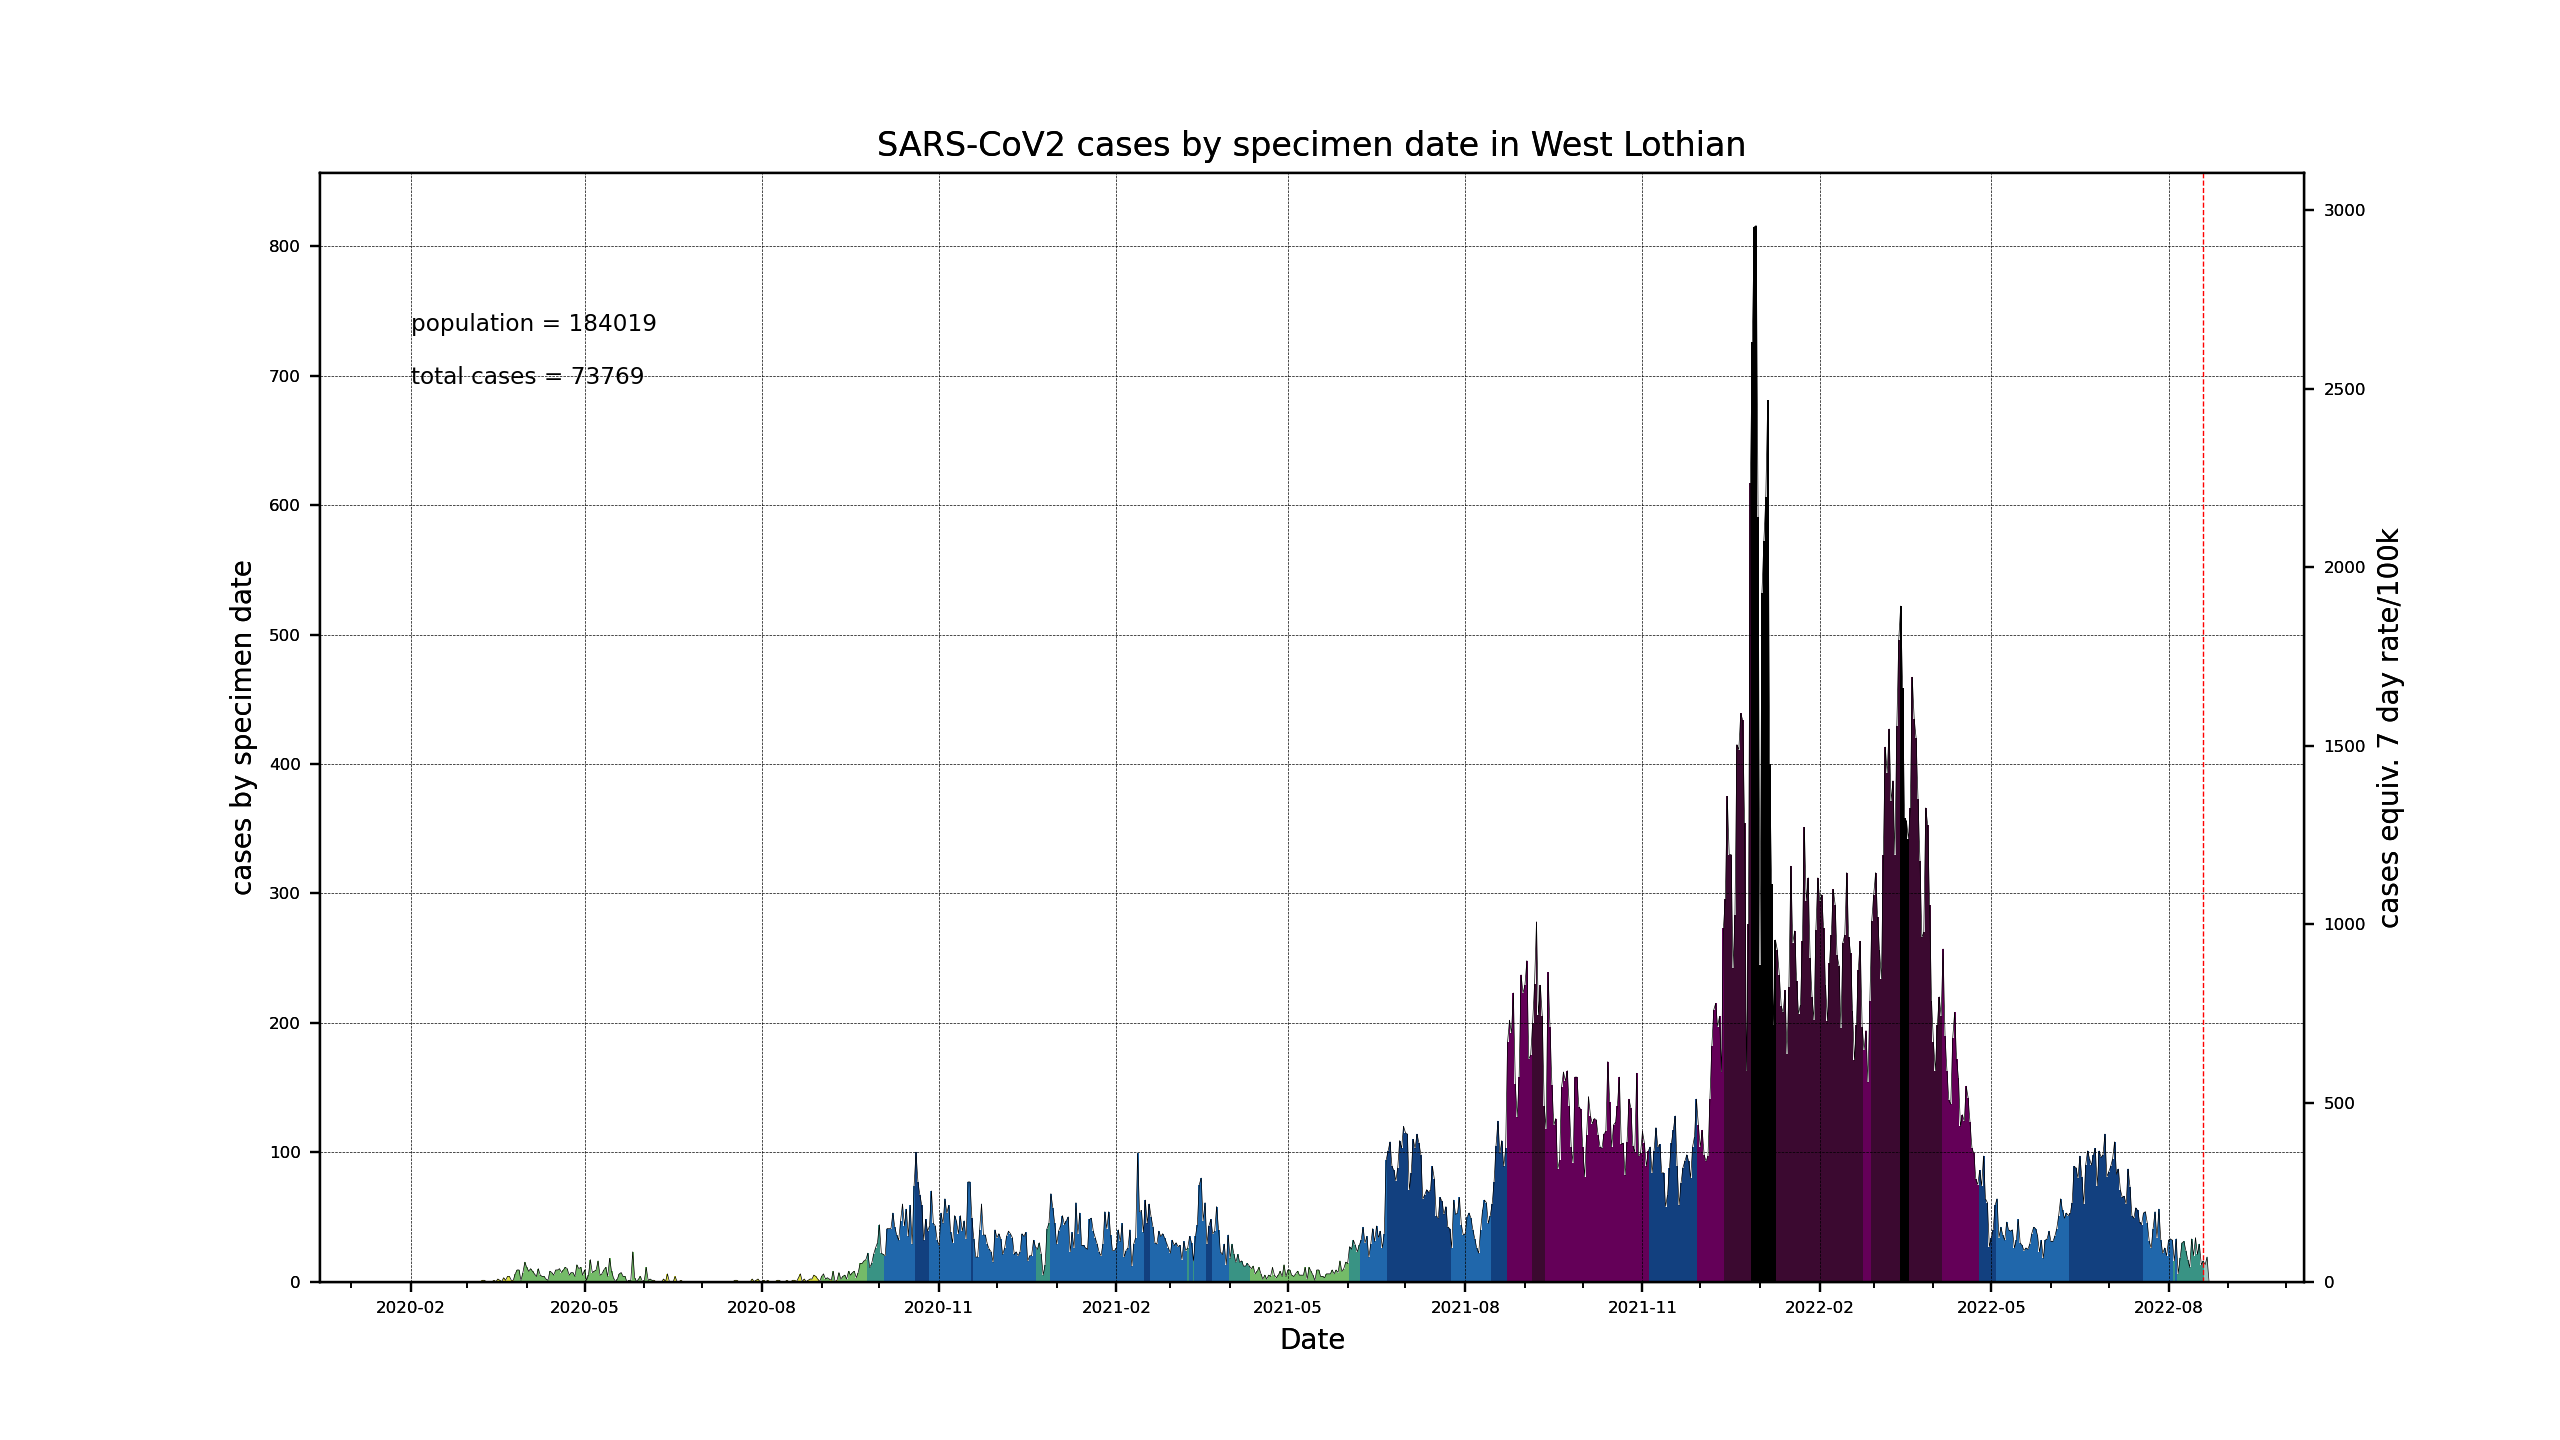 SARS-CoV2 cases by specimen date in West Lothian
population = 184019
total cases = 73769
cases by specimen date
800
700
600
500
400
300
200
100
0
3000
2500
2000
1500
1000
500
0
cases equiv. 7 day rate/100k
2020-02 2020-05 2020-08 2020-11 2021-02 2021-05 2021-08 2021-11 2022-02 2022-05 2022-08
Date